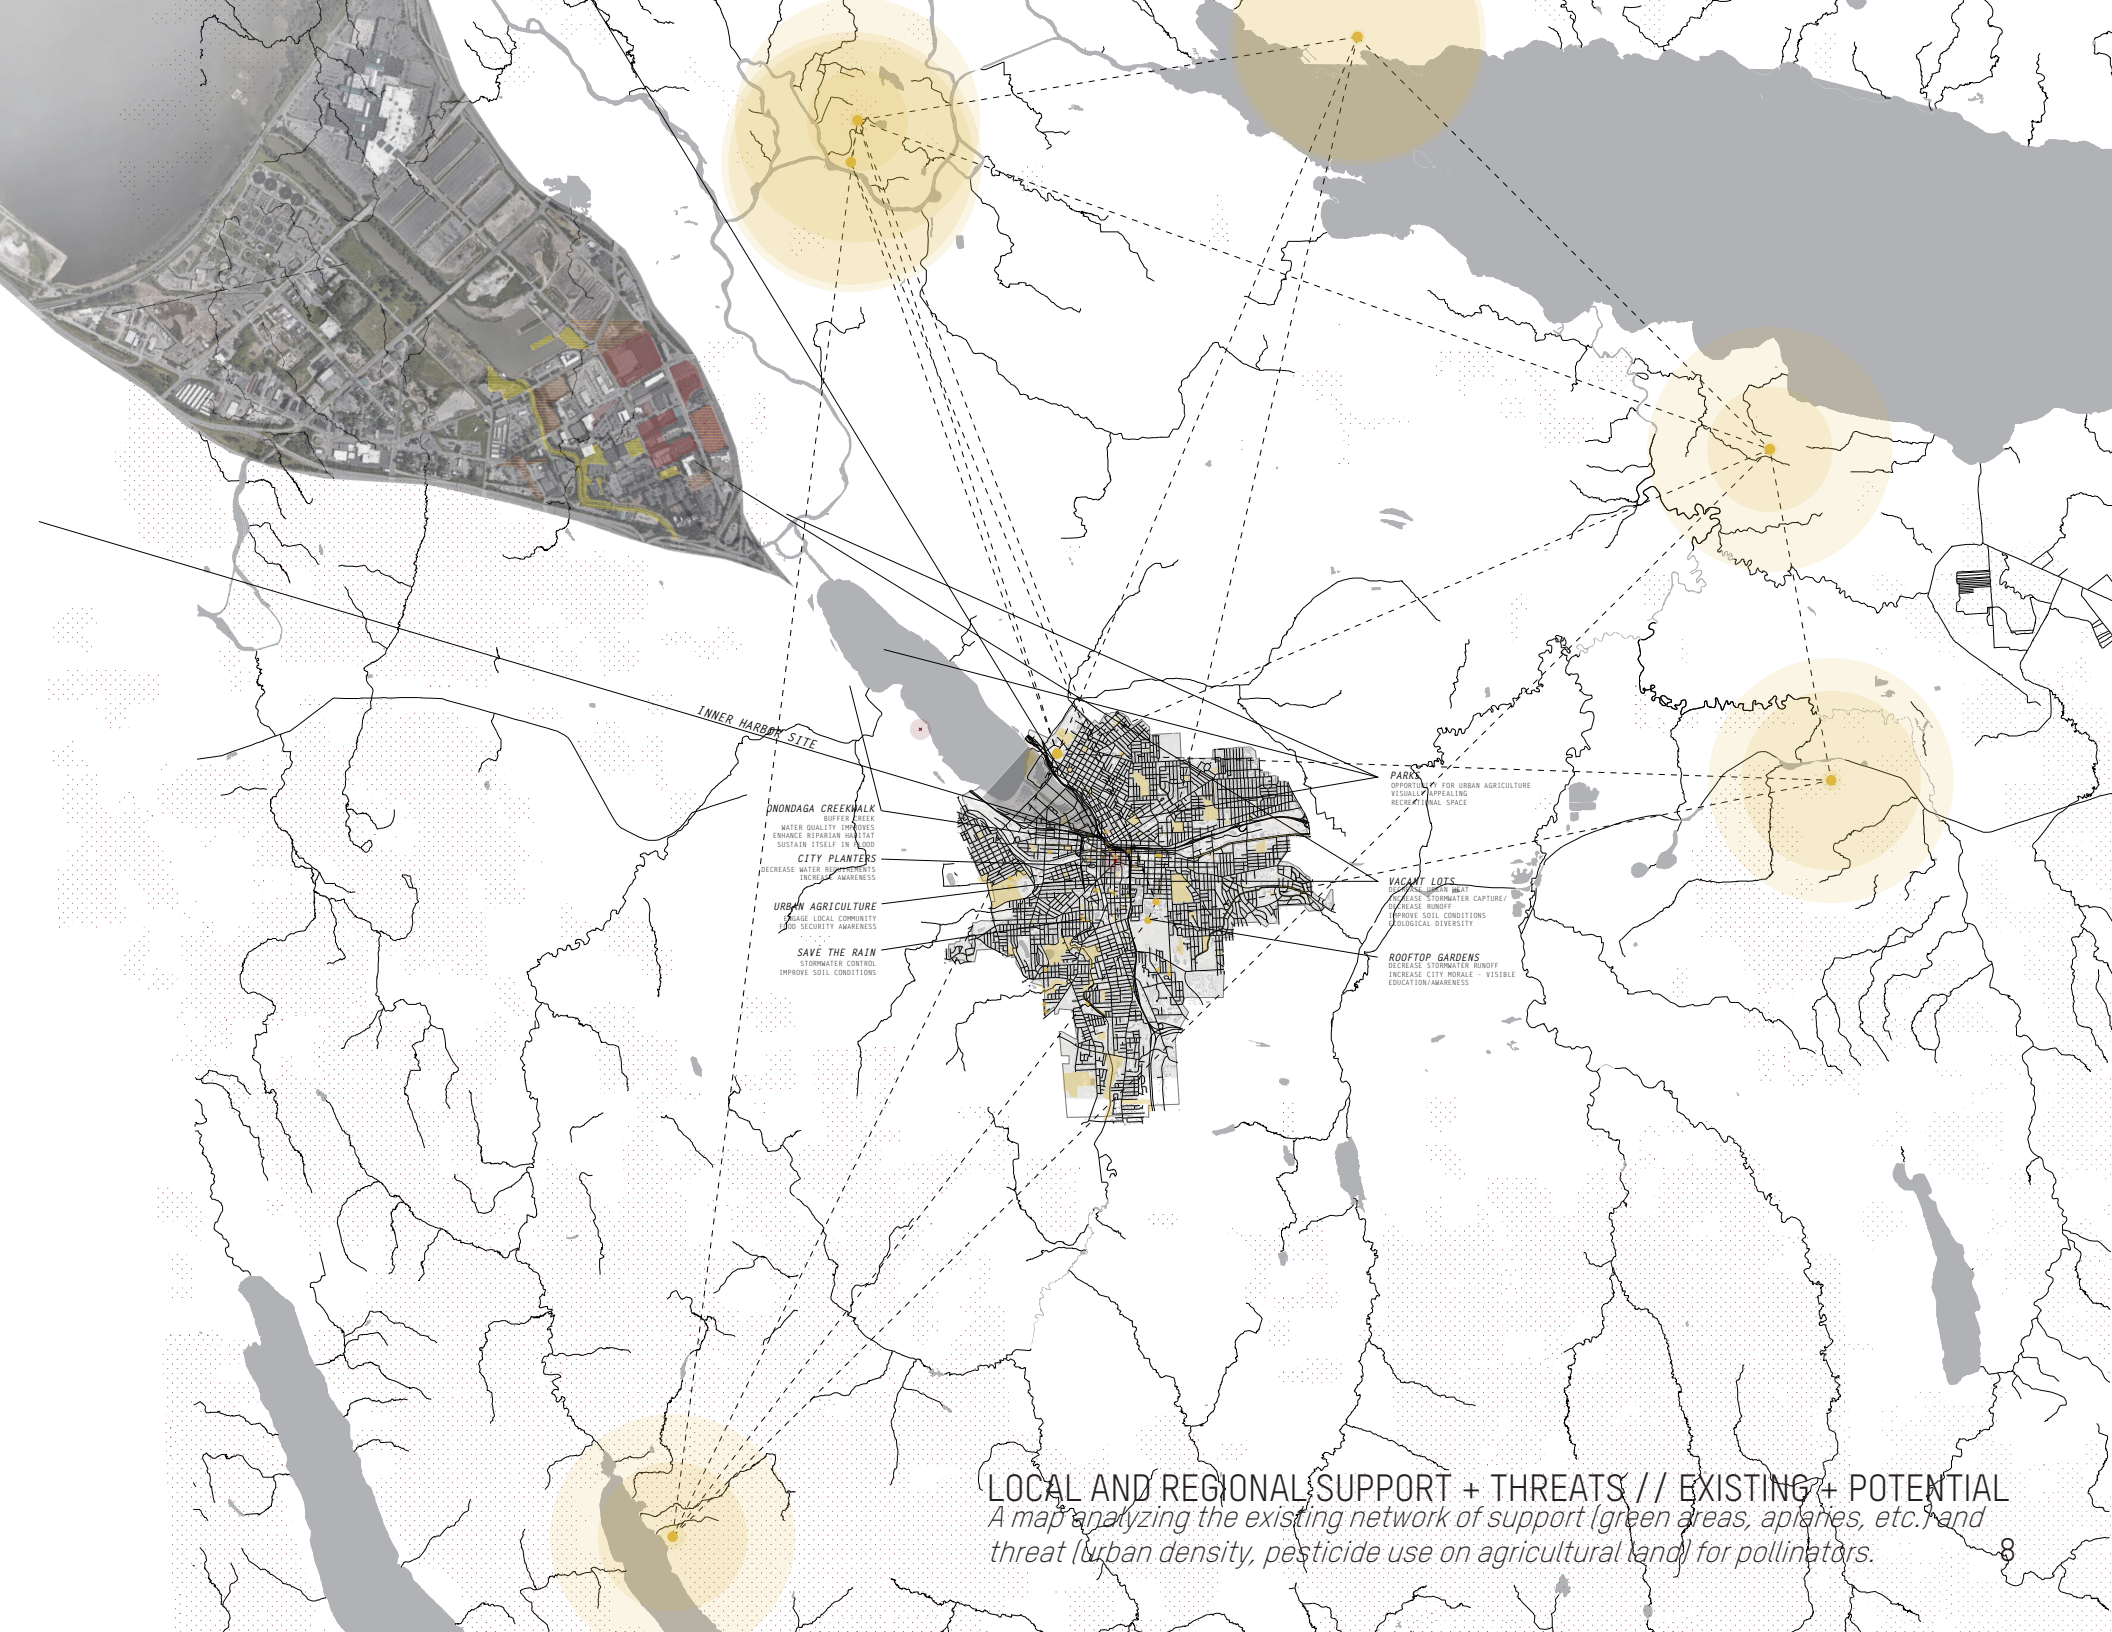 INNER HARBOR SITE
ONONDAGA CREEKWALK
BUFFER CREEK
WATER QUALITY IMPROVES
ENHANCE RIPARIAN HABITAT
SUSTAIN ITSELF IN FLOOD
CITY PLANTERS
DECREASE WATER REQUIREMENTS
INCREASE AWARENESS
URBAN AGRICULTURE
ENGAGE LOCAL COMMUNITY
FOOD SECURITY AWARENESS
SAVE THE RAIN
STORMWATER CONTROL
IMPROVE SOIL CONDITIONS
PARKS
OPPORTUNITY FOR URBAN AGRICULTURE
VISUALLY APPEALING
RECREATIONAL SPACE
VACANT LOTS
DECREASE URBAN HEAT
INCREASE STORMWATER CAPTURE/
DECREASE RUNOFF
IMPROVE SOIL CONDITIONS
ECOLOGICAL DIVERSITY
ROOFTOP GARDENS
DECREASE STORMWATER RUNOFF
INCREASE CITY MORALE - VISIBLE
EDUCATION/AWARENESS
LOCAL AND REGIONAL SUPPORT + THREATS // EXISTING + POTENTIAL
A map analyzing the existing network of support (green areas, apiaries, etc.) and
threat (urban density, pesticide use on agricultural land) for pollinators.
8